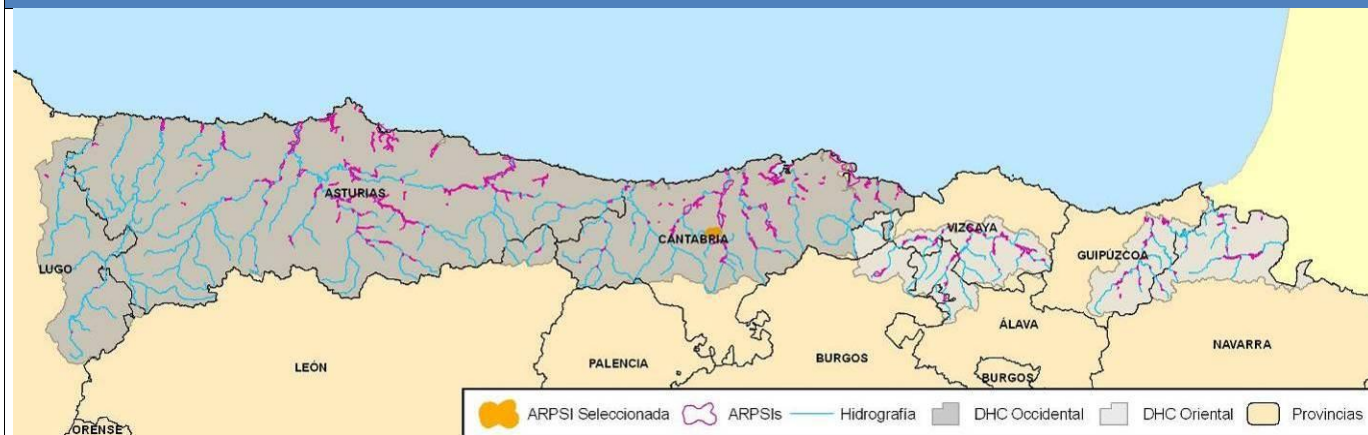 ASTURIAS
CANTABRIA
VIZCAYA
GUIPÚZCOA
LUGO
ÁLAVA
NAVARRA
LEÓN
PALENCIA
BURGOS
BURGOS
ORENSE
ARPSI Seleccionada ARPSIs Hidrografía DHC Occidental DHC Oriental Provincias